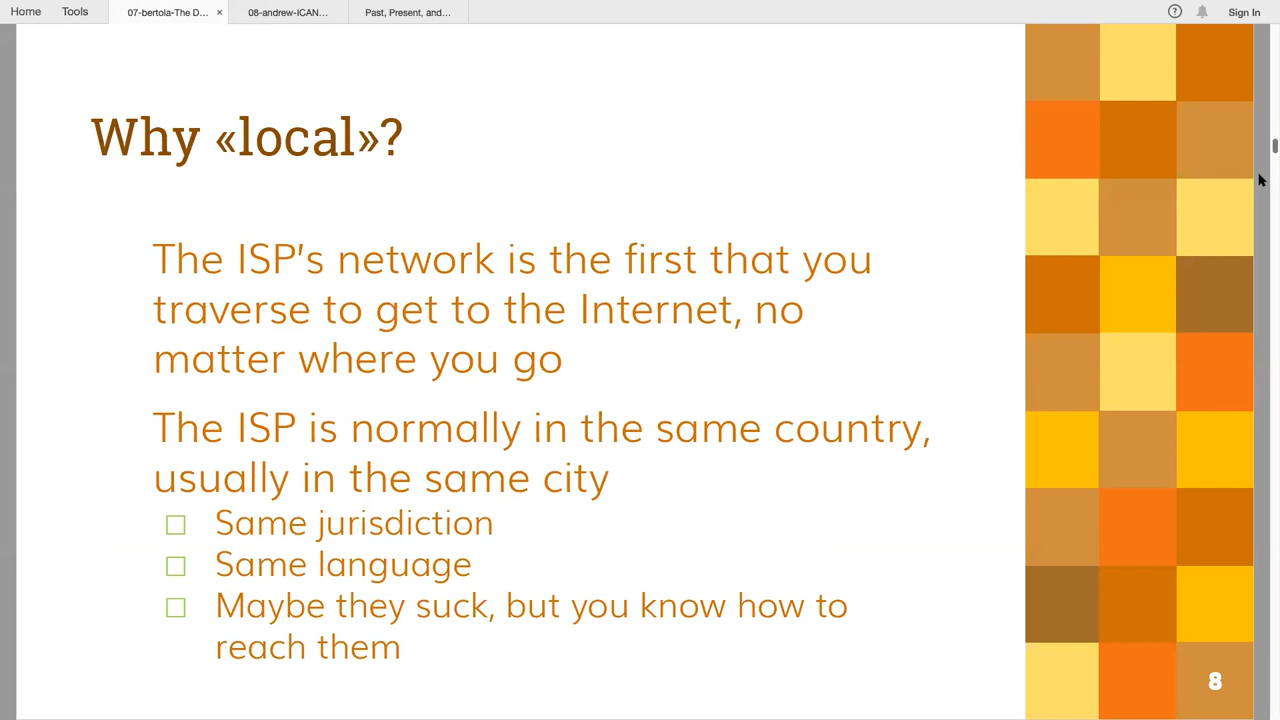 Home Tools 07-bertola-The D... × 08-andrew-ICAN... Past, Present, and... ? Sign In
Why «local»?
The ISP's network is the first that you
traverse to get to the Internet, no
matter where you go
The ISP is normally in the same country,
usually in the same city
Same jurisdiction
Same language
Maybe they suck, but you know how to
reach them
8